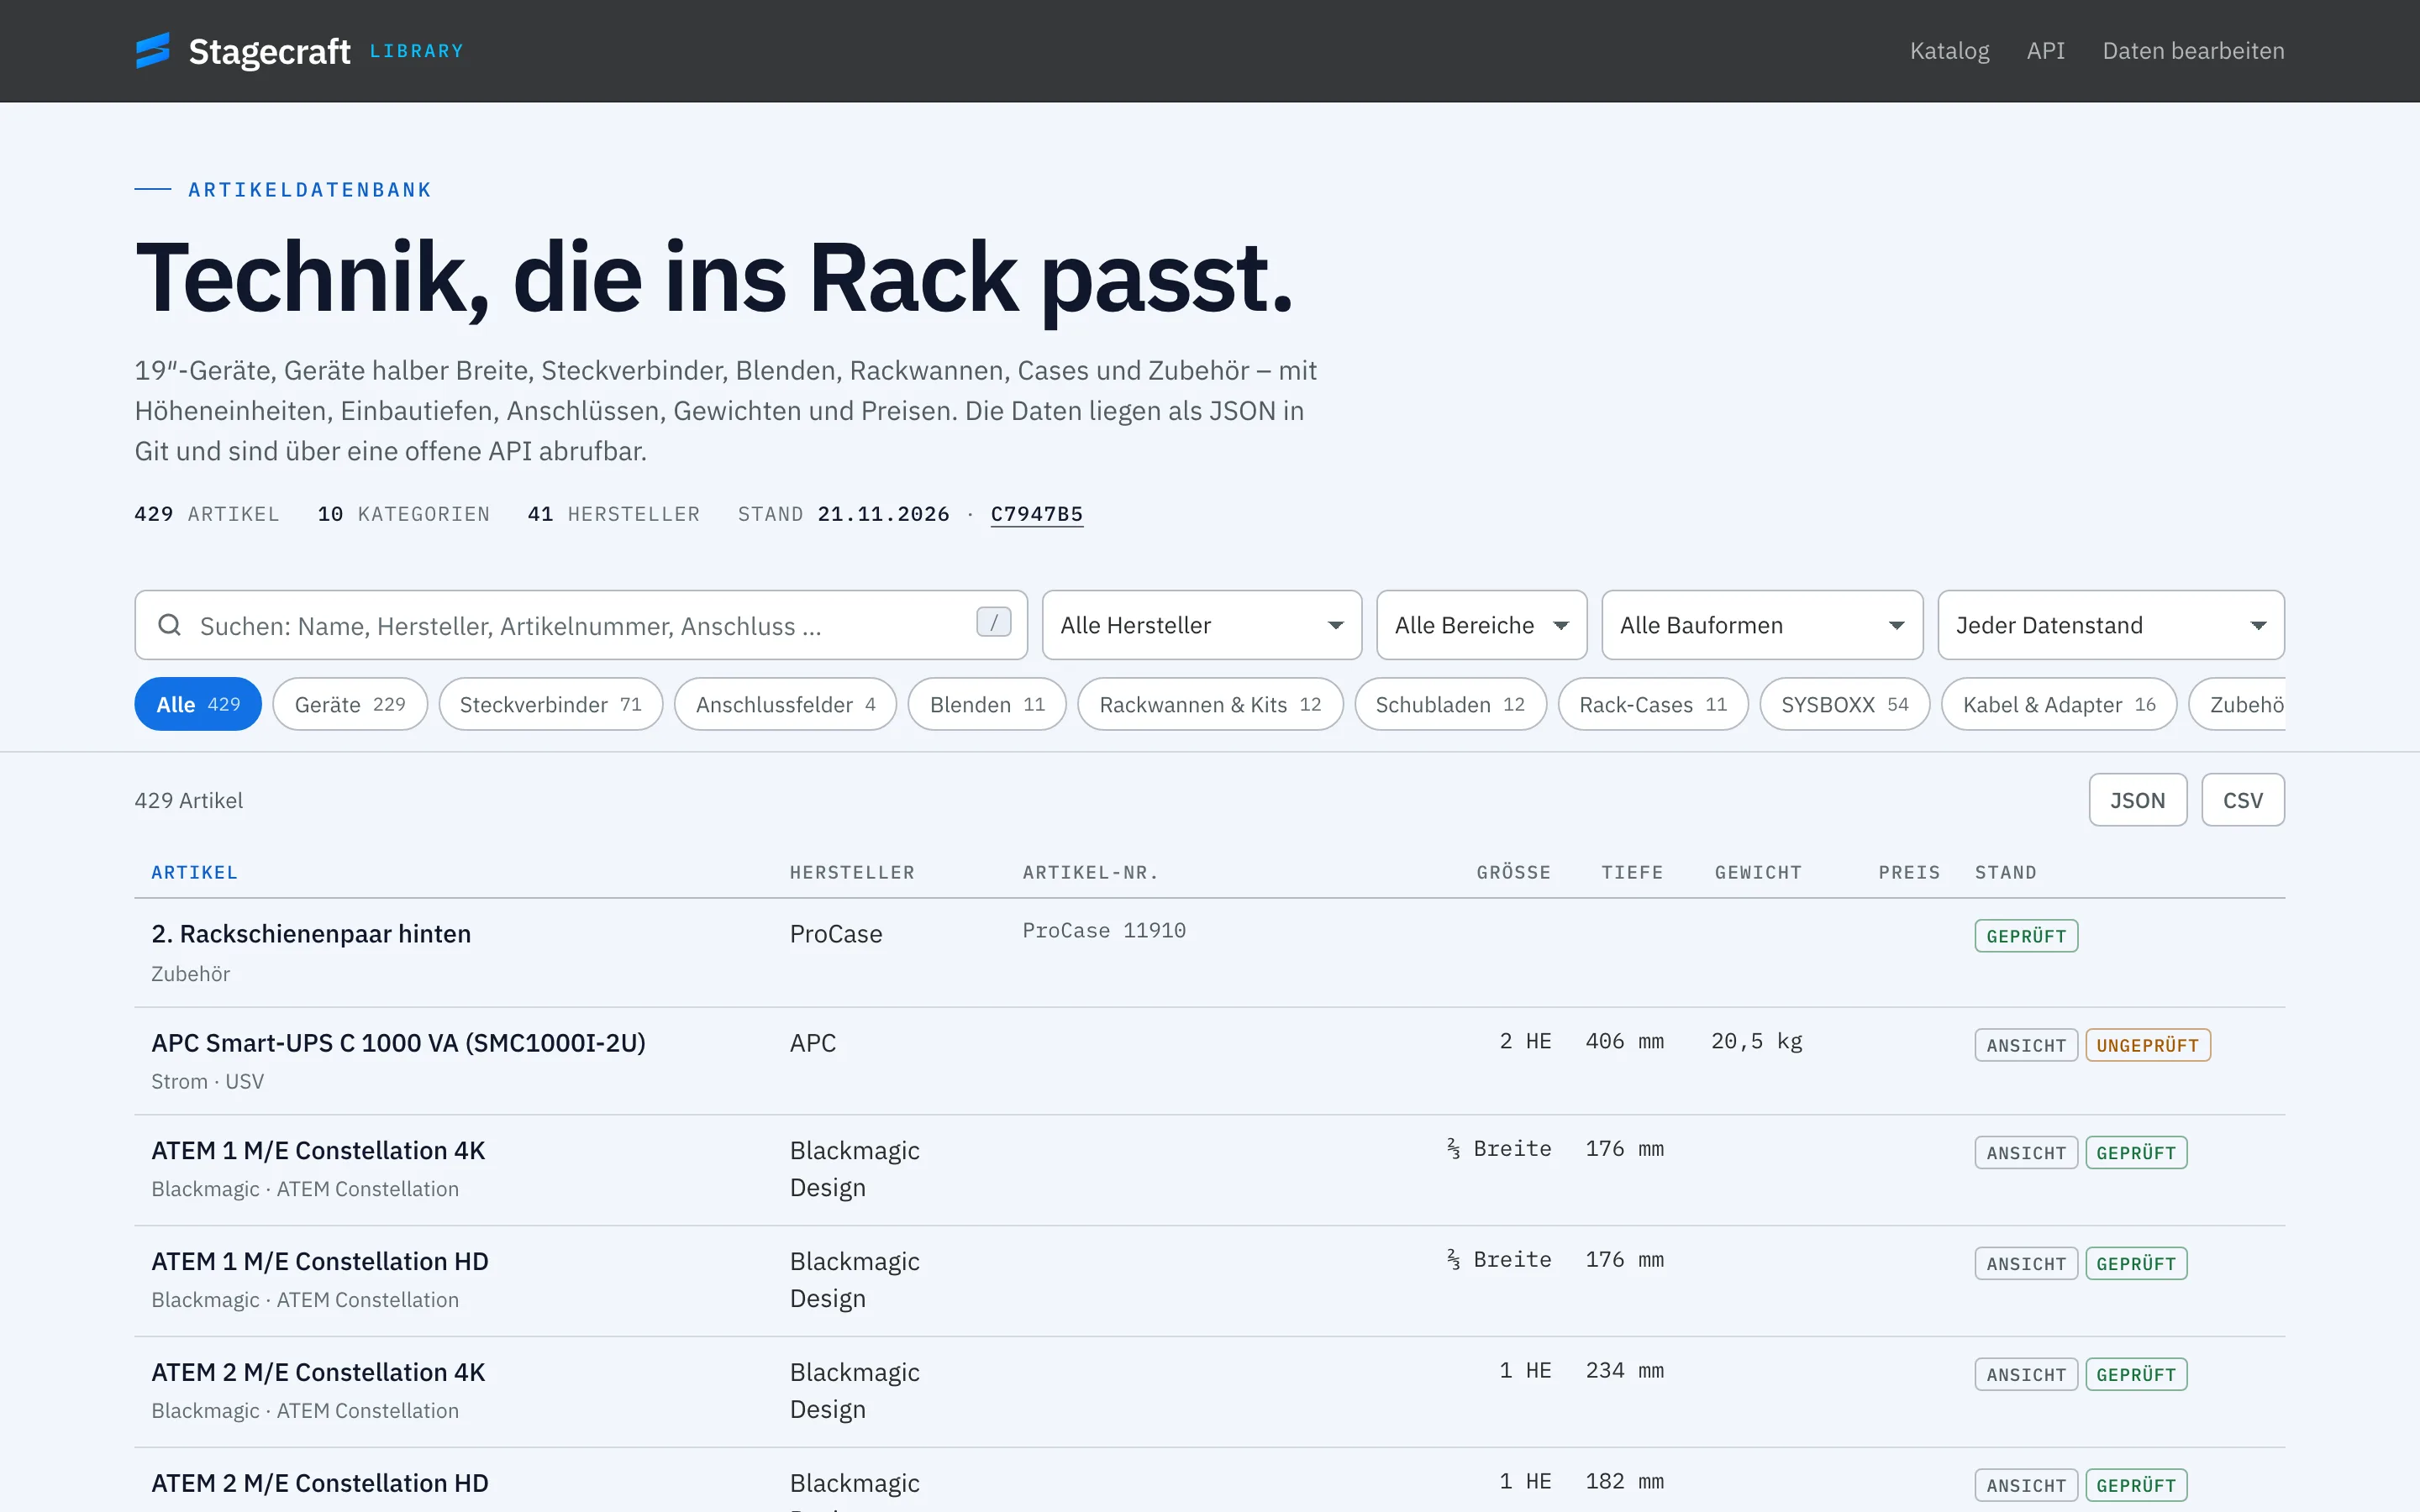 Stagecraft LIBRARY
Katalog API Daten bearbeiten
ARTIKELDATENBANK
Technik, die ins Rack passt.
19″-Geräte, Geräte halber Breite, Steckverbinder, Blenden, Rackwannen, Cases und Zubehör – mit
Höheneinheiten, Einbautiefen, Anschlüssen, Gewichten und Preisen. Die Daten liegen als JSON in
Git und sind über eine offene API abrufbar.
429 ARTIKEL 10 KATEGORIEN 41 HERSTELLER STAND 21.11.2026 · C7947B5
Suchen: Name, Hersteller, Artikelnummer, Anschluss … / Alle Hersteller Alle Bereiche Alle Bauformen Jeder Datenstand
Alle 429 Geräte 229 Steckverbinder 71 Anschlussfelder 4 Blenden 11 Rackwannen & Kits 12 Schubladen 12 Rack-Cases 11 SYSBOXX 54 Kabel & Adapter 16 Zubehö
429 Artikel JSON CSV
ARTIKEL HERSTELLER ARTIKEL-NR. GRÖSSE TIEFE GEWICHT PREIS STAND
2. Rackschienenpaar hinten ProCase ProCase 11910 GEPRÜFT
Zubehör
APC Smart-UPS C 1000 VA (SMC1000I-2U) APC 2 HE 406 mm 20,5 kg ANSICHT UNGEPRÜFT
Strom · USV
ATEM 1 M/E Constellation 4K Blackmagic ⅔ Breite 176 mm ANSICHT GEPRÜFT
Blackmagic · ATEM Constellation Design
ATEM 1 M/E Constellation HD Blackmagic ⅔ Breite 176 mm ANSICHT GEPRÜFT
Blackmagic · ATEM Constellation Design
ATEM 2 M/E Constellation 4K Blackmagic 1 HE 234 mm ANSICHT GEPRÜFT
Blackmagic · ATEM Constellation Design
ATEM 2 M/E Constellation HD Blackmagic 1 HE 182 mm ANSICHT GEPRÜFT